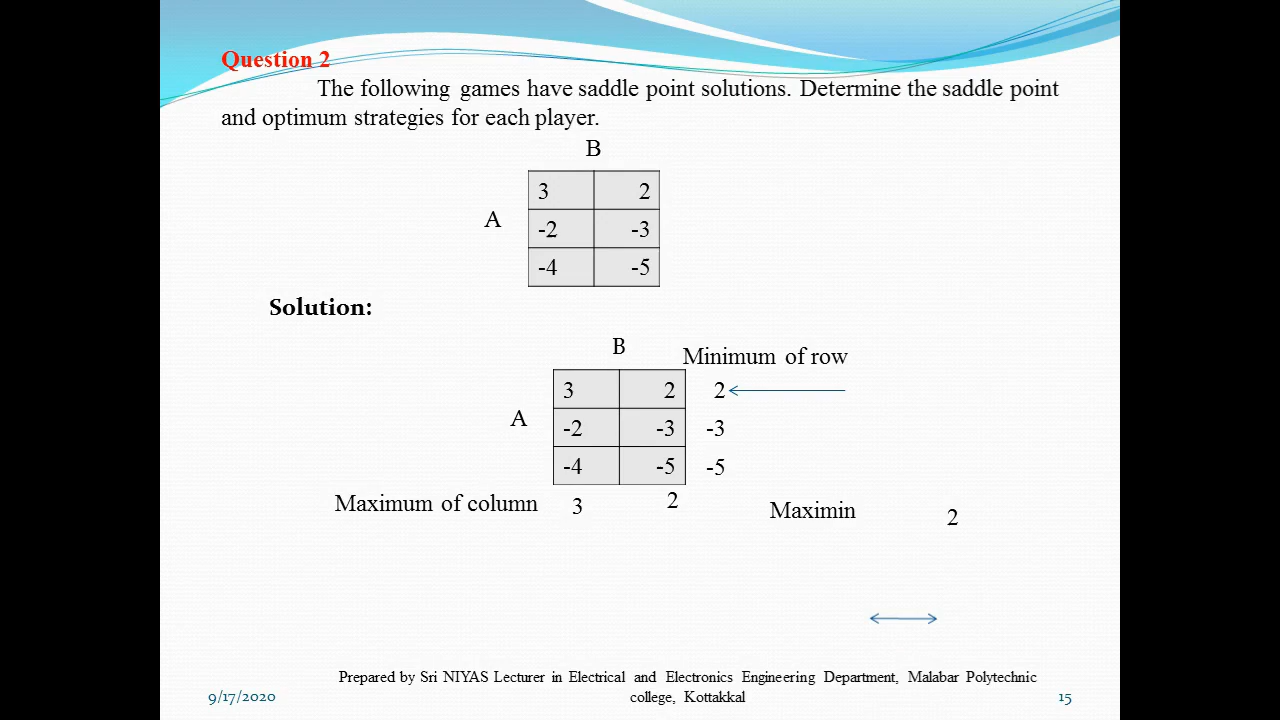 Question 2
The following games have saddle point solutions. Determine the saddle point
and optimum strategies for each player.
B
3 2
A
-2 -3
-4 -5
Solution:
B
Minimum of row
3 2 2
A
-2 -3 -3
-4 -5 -5
Maximum of column 3 2
Maximin 2
Prepared by Sri NIYAS Lecturer in Electrical and Electronics Engineering Department, Malabar Polytechnic
9/17/2020 college, Kottakkal 15